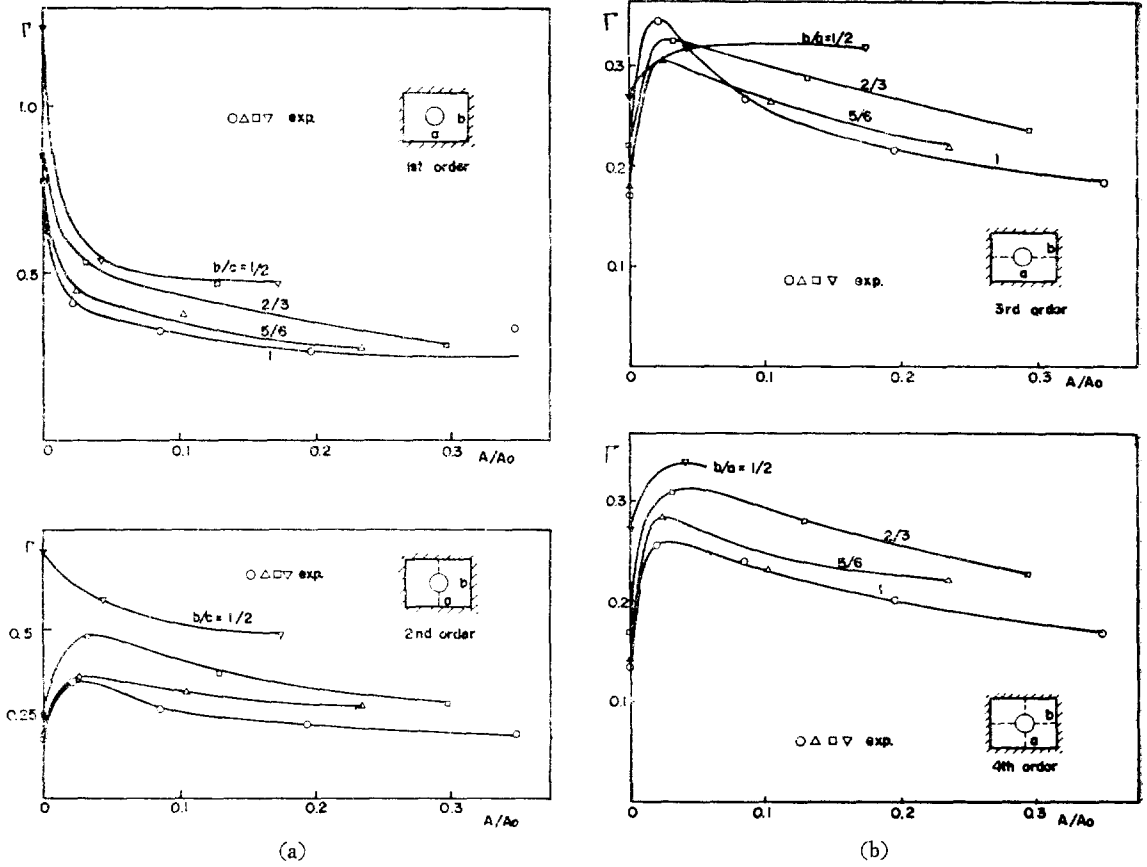 Γ
1.0
○△□▽ exp.
b
a
1st order
0.5
b/c=1/2
2/3
5/6
1
0
0.1
0.2
0.3
A/Ao
Γ
○△□▽ exp.
b
a
2nd order
b/c=1/2
0.5
0.25
0
0.1
0.2
0.3
A/Ao
(a)
Γ
b/a=1/2
0.3
2/3
5/6
1
0.2
b
a
○△□▽ exp.
3rd order
0.1
0
0.1
0.2
0.3
A/Ao
Γ
b/a=1/2
0.3
2/3
5/6
1
0.2
0.1
b
a
○△□▽ exp.
4th order
0
0.1
0.2
0.3
A/Ao
(b)